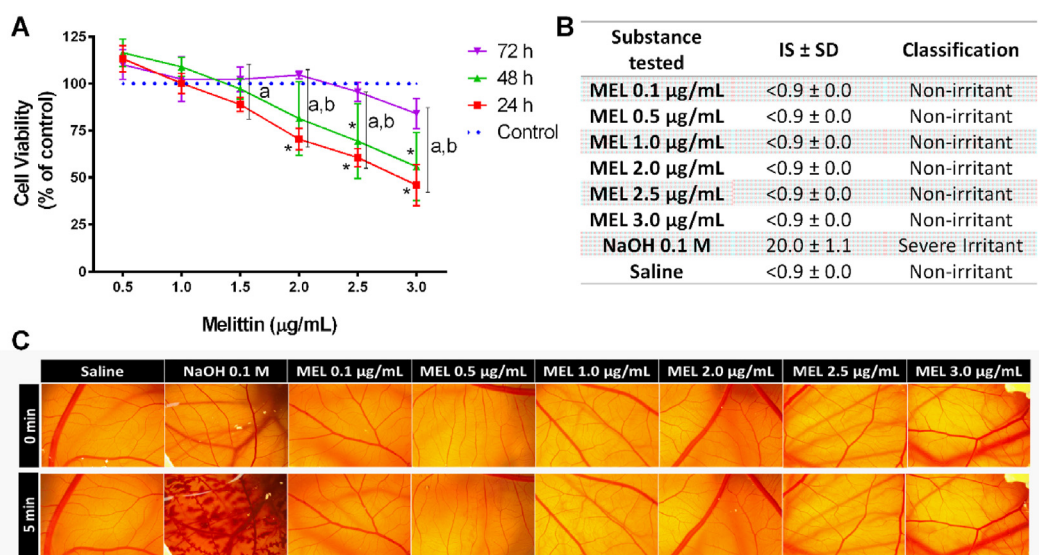 A
125
100
75
50
25
0
Cell Viability
(% of control)
0.5 1.0 1.5 2.0 2.5 3.0
Melittin (μg/mL)
72 h
48 h
24 h
Control
a
a,b
a,b
a,b
*
*
*
*
*
B
Substance tested IS ± SD Classification
MEL 0.1 μg/mL <0.9 ± 0.0 Non-irritant
MEL 0.5 μg/mL <0.9 ± 0.0 Non-irritant
MEL 1.0 μg/mL <0.9 ± 0.0 Non-irritant
MEL 2.0 μg/mL <0.9 ± 0.0 Non-irritant
MEL 2.5 μg/mL <0.9 ± 0.0 Non-irritant
MEL 3.0 μg/mL <0.9 ± 0.0 Non-irritant
NaOH 0.1 M 20.0 ± 1.1 Severe Irritant
Saline <0.9 ± 0.0 Non-irritant
C
Saline NaOH 0.1 M MEL 0.1 μg/mL MEL 0.5 μg/mL MEL 1.0 μg/mL MEL 2.0 μg/mL MEL 2.5 μg/mL MEL 3.0 μg/mL
0 min
5 min